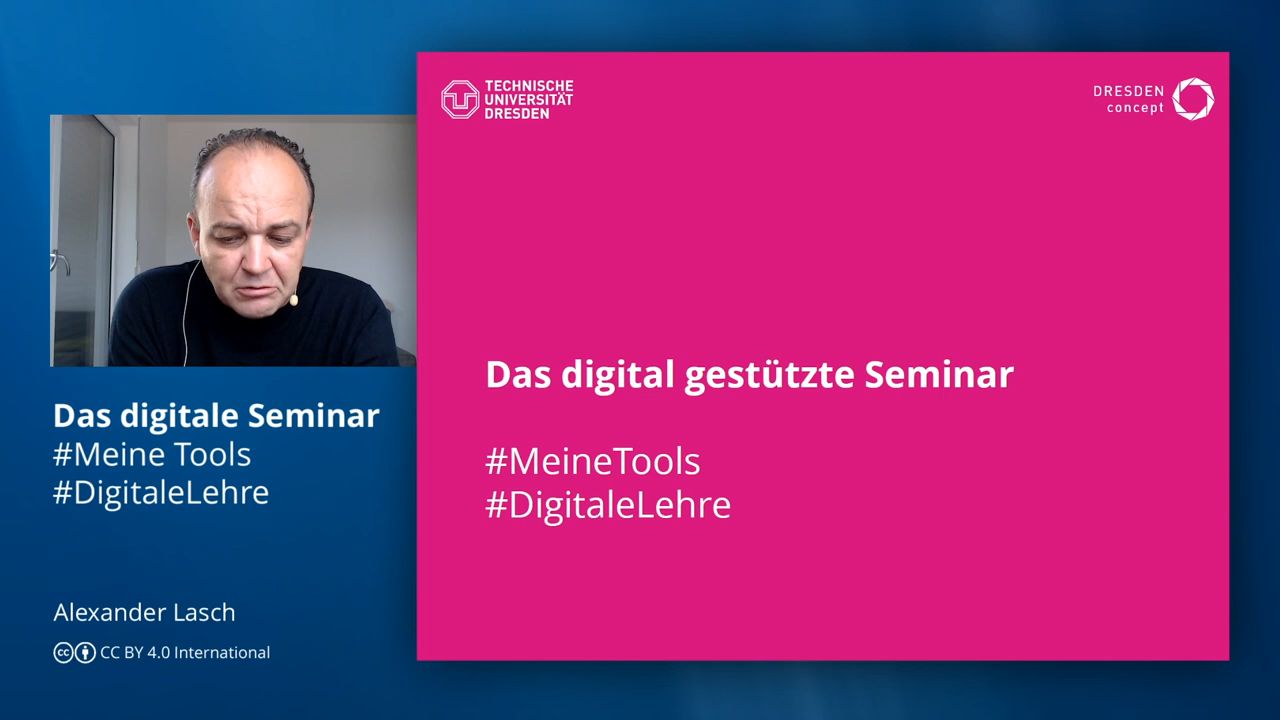 TECHNISCHE
UNIVERSITÄT
DRESDEN
DRESDEN
concept
Das digital gestützte Seminar
#MeineTools
#DigitaleLehre
Das digitale Seminar
#Meine Tools
#DigitaleLehre
Alexander Lasch
cc CC BY 4.0 International